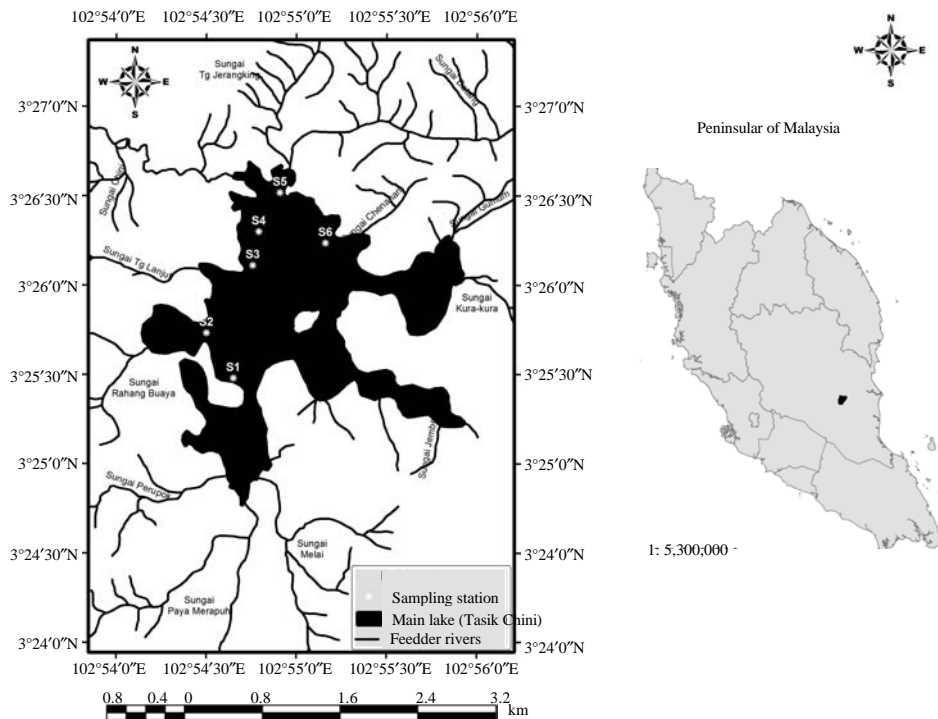 102°54′0″E 102°54′30″E 102°55′0″E 102°55′30″E 102°56′0″E
N
W E
S
3°27′0″N
3°26′30″N
3°26′0″N
3°25′30″N
3°25′0″N
3°24′30″N
3°24′0″N
Sungai
Tg Jerangking
Sungai
Sungai
Sungai Tg Lanjut
Sungai
Rahang Buaya
Sungai Perupok
Sungai
Paya Merapuh
Sungai
Melai
Sungai Jemb
Sungai
Kura-kura
Sungai Gumum
S5
S4
S6
S3
S2
S1
Sampling station
Main lake (Tasik Chini)
Feedder rivers
3°27′0″N
3°26′30″N
3°26′0″N
3°25′30″N
3°25′0″N
3°24′30″N
3°24′0″N
102°54′0″E 102°54′30″E 102°55′0″E 102°55′30″E 102°56′0″E
0.8 0.4 0 0.8 1.6 2.4 3.2
km
N
W E
S
Peninsular of Malaysia
1: 5,300,000